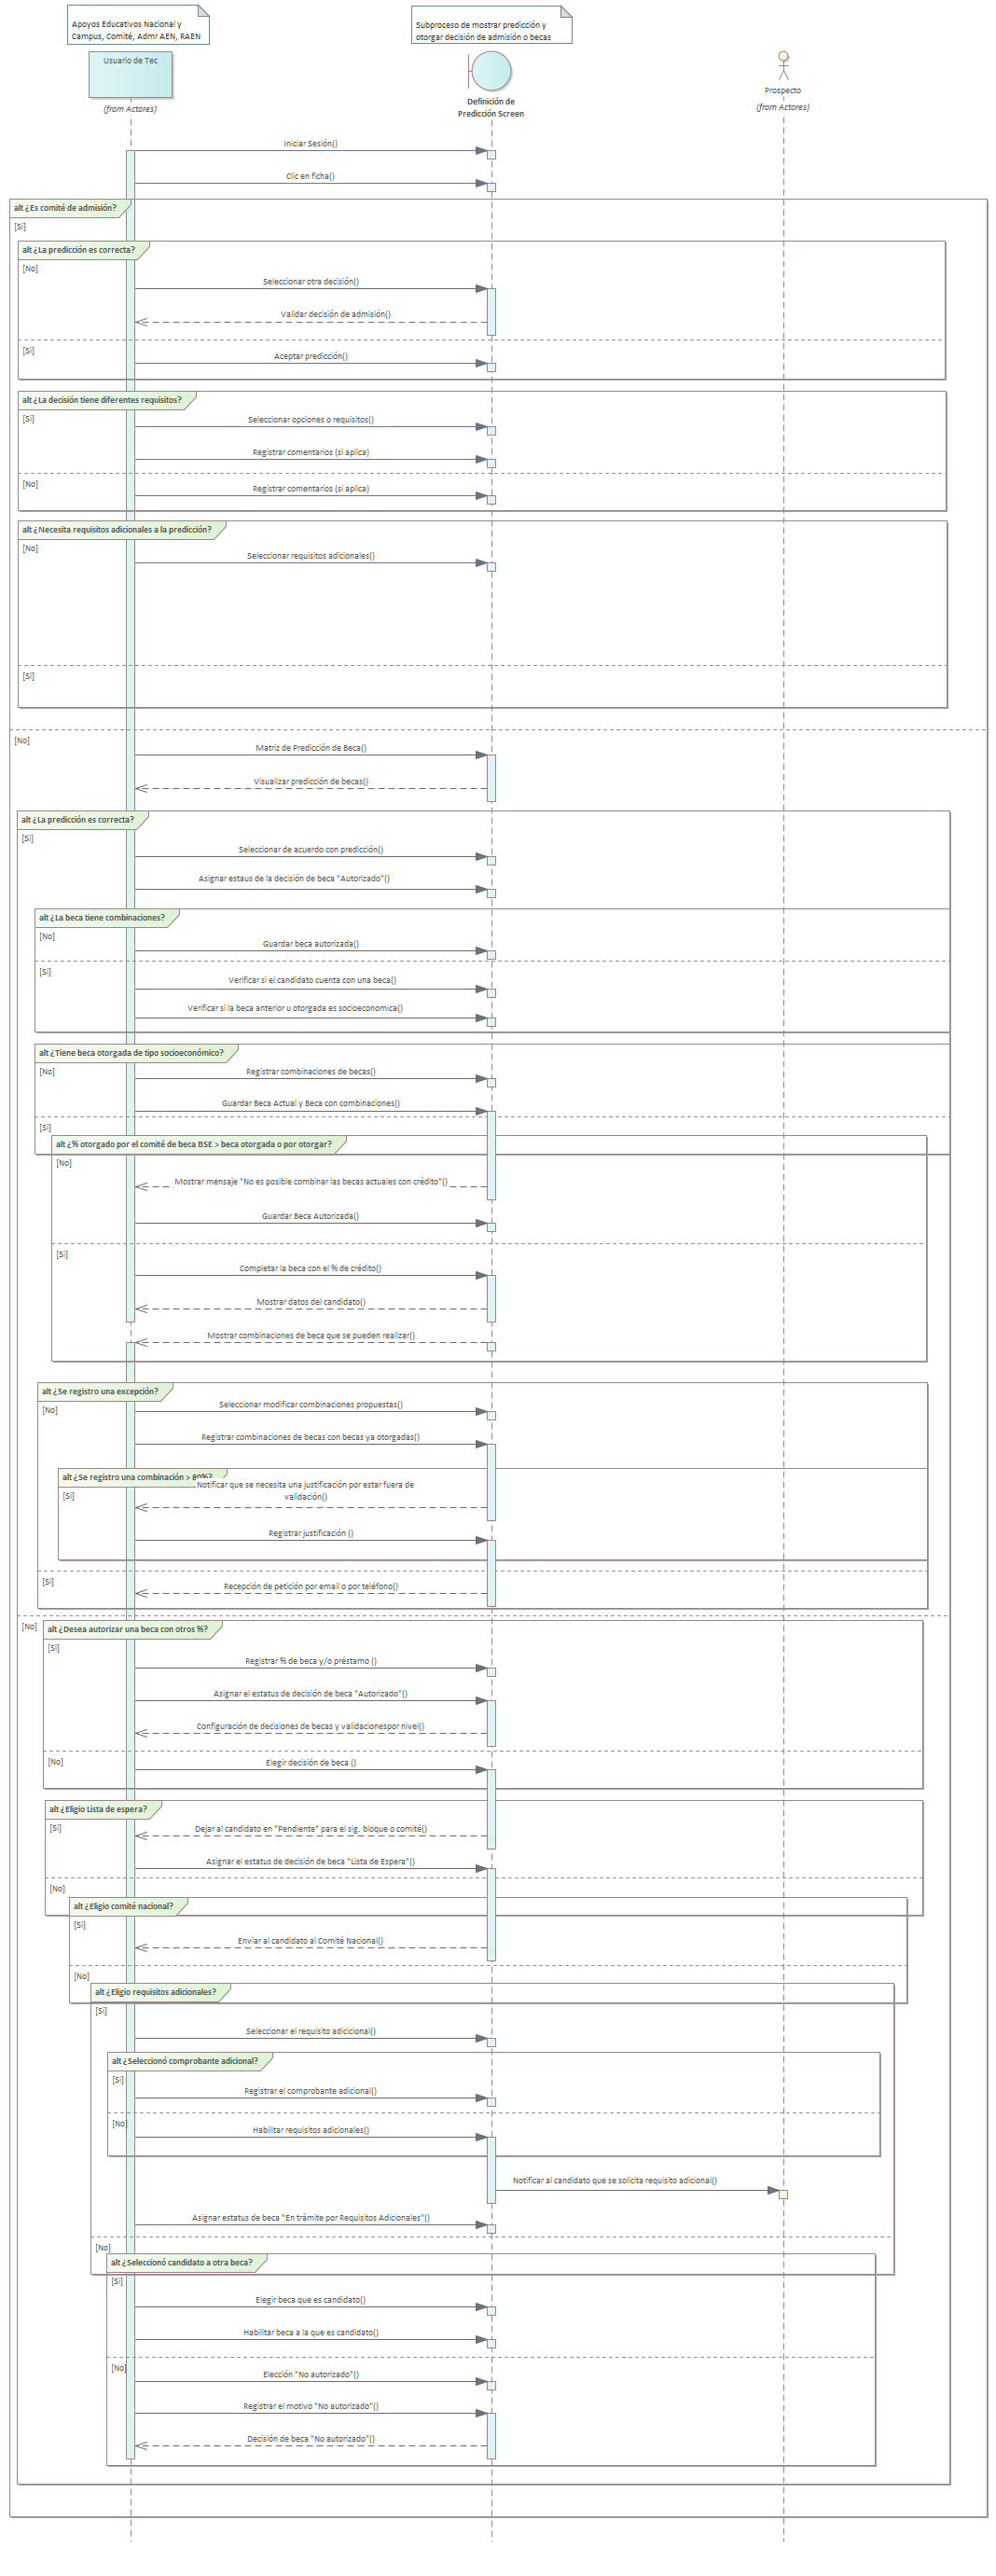 Apoyos Educativos Nacional y
Campus, Comité, Admr AEN, RAEN
Subproceso de mostrar predicción y
otorgar decisión de admisión o becas
Usuario de Tec
(from Actores)
Definición de
Predicción Screen
Prospecto
(from Actores)
Iniciar Sesión()
Clic en ficha()
alt ¿Es comité de admisión?
[Si]
alt ¿La predicción es correcta?
[No]
Seleccionar otra decisión()
Validar decisión de admisión()
[Si]
Aceptar predicción()
alt ¿La decisión tiene diferentes requisitos?
[Si]
Seleccionar opciones o requisitos()
Registrar comentarios (si aplica)
[No]
Registrar comentarios (si aplica)
alt ¿Necesita requisitos adicionales a la predicción?
[No]
Seleccionar requisitos adicionales()
[Si]
[No]
Matriz de Predicción de Beca()
Visualizar predicción de becas()
alt ¿La predicción es correcta?
[Si]
Seleccionar de acuerdo con predicción()
Asignar estaus de la decisión de beca "Autorizado"()
alt ¿La beca tiene combinaciones?
[No]
Guardar beca autorizada()
[Si]
Verificar si el candidato cuenta con una beca()
Verificar si la beca anterior u otorgada es socioeconomica()
alt ¿Tiene beca otorgada de tipo socioeconómico?
[No]
Registrar combinaciones de becas()
Guardar Beca Actual y Beca con combinaciones()
[Si]
alt ¿% otorgado por el comité de beca BSE > beca otorgada o por otorgar?
[No]
Mostrar mensaje "No es posible combinar las becas actuales con crédito"()
Guardar Beca Autorizada()
[Si]
Completar la beca con el % de crédito()
Mostrar datos del candidato()
Mostrar combinaciones de beca que se pueden realizar()
alt ¿Se registro una excepción?
[No]
Seleccionar modificar combinaciones propuestas()
Registrar combinaciones de becas con becas ya otorgadas()
alt ¿Se registro una combinación > 80%?
[Si]
Notificar que se necesita una justificación por estar fuera de
validación()
Registrar justificación ()
[Si]
Recepción de petición por email o por teléfono()
[No]
alt ¿Desea autorizar una beca con otros %?
[Si]
Registrar % de beca y/o préstamo ()
Asignar el estatus de decisión de beca "Autorizado"()
Configuración de decisiones de becas y validacionespor nivel()
[No]
Elegir decisión de beca ()
alt ¿Eligio Lista de espera?
[Si]
Dejar al candidato en "Pendiente" para el sig. bloque o comité()
Asignar el estatus de decisión de beca "Lista de Espera"()
[No]
alt ¿Eligio comité nacional?
[Si]
Enviar al candidato al Comité Nacional()
[No]
alt ¿Eligio requisitos adicionales?
[Si]
Seleccionar el requisito adicicional()
alt ¿Seleccionó comprobante adicional?
[Si]
Registrar el comprobante adicional()
[No]
Habilitar requisitos adicionales()
Notificar al candidato que se solicita requisito adicional()
Asignar estatus de beca "En trámite por Requisitos Adicionales"()
[No]
alt ¿Seleccionó candidato a otra beca?
[Si]
Elegir beca que es candidato()
Habilitar beca a la que es candidato()
[No]
Elección "No autorizado"()
Registrar el motivo "No autorizado"()
Decisión de beca "No autorizado"()